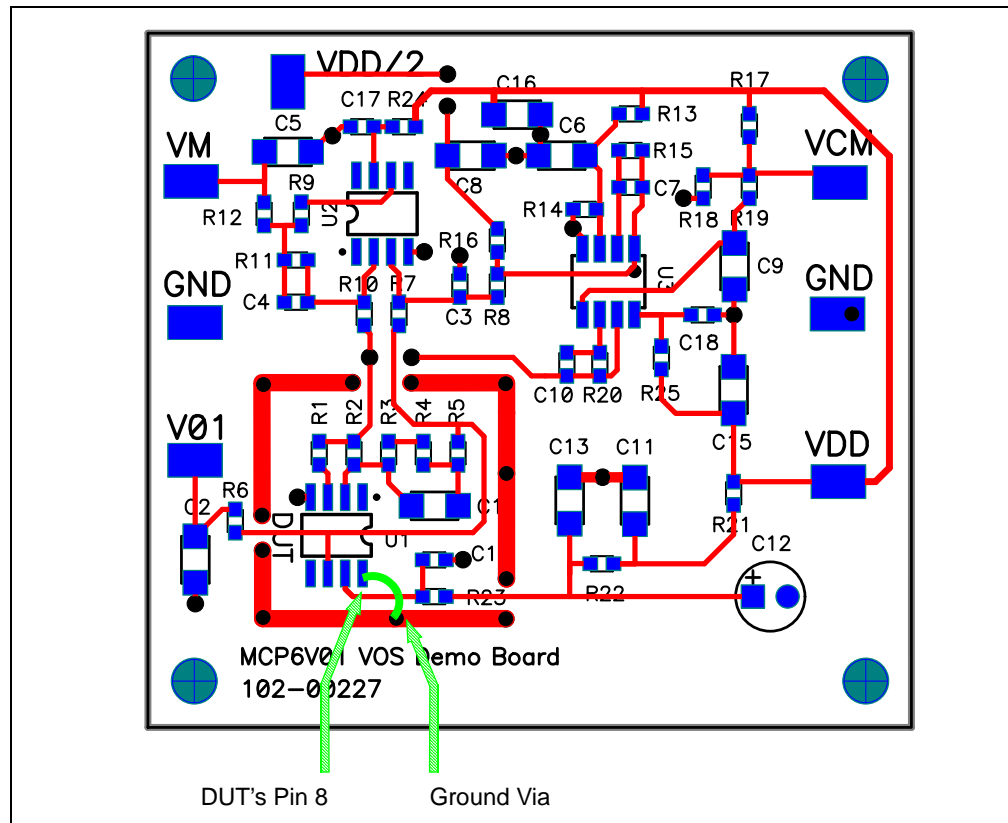 VDD/2
C16
R17
C17 R24
C5
C6
R13
VM
R15
VCM
R9
C8
C7
R12
U2
R14
R18
R19
R16
R11
C9
GND
R10
R7
U3
GND
C4
C3
R8
C18
C10
R20
R25
R1
R2
R3
R4
R5
V01
C15
VDD
C13
C11
R6
C2
C1
R21
DUT
U1
C1
C12
+
R23
R22
MCP6V01 VOS Demo Board
102-00227
DUT's Pin 8
Ground Via